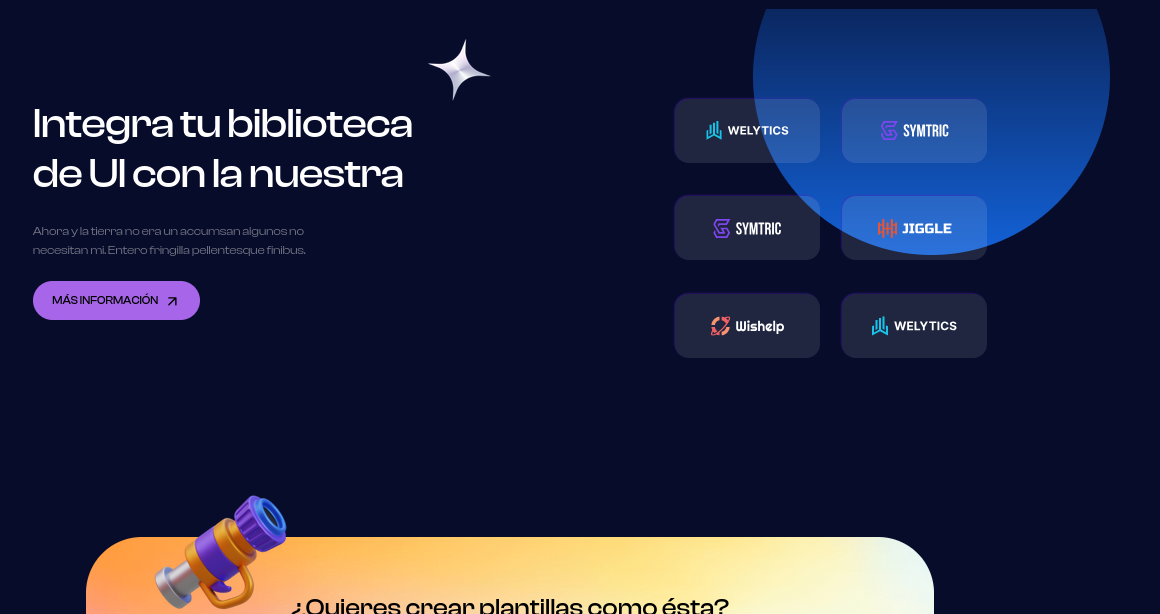 Integra tu biblioteca
de UI con la nuestra
Ahora y la tierra no era un accumsan algunos no
necesitan mi. Entero fringilla pellentesque finibus.
MÁS INFORMACIÓN
WELYTICS
SYMTRIC
SYMTRIC
JIGGLE
Wishelp
WELYTICS
¿Quieres crear plantillas como ésta?